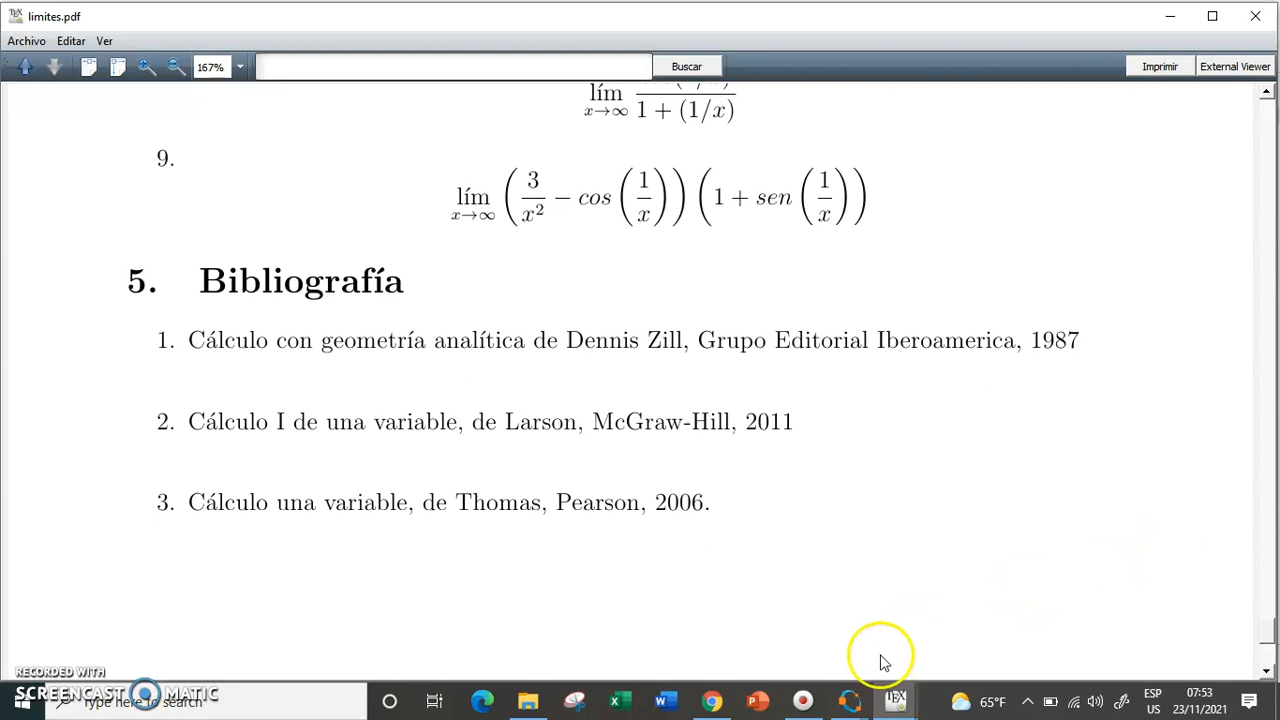 limites.pdf
Archivo Editar Ver
167% Buscar Imprimir External Viewer
lím x→∞ 1 + (1/x)
9.
lím x→∞ (3/x² − cos (1/x)) (1 + sen (1/x))
5. Bibliografía
1. Cálculo con geometría analítica de Dennis Zill, Grupo Editorial Iberoamerica, 1987
2. Cálculo I de una variable, de Larson, McGraw-Hill, 2011
3. Cálculo una variable, de Thomas, Pearson, 2006.
RECORDED WITH
SCREENCAST MATIC
Type here to search
65°F
ESP
US
07:53
23/11/2021